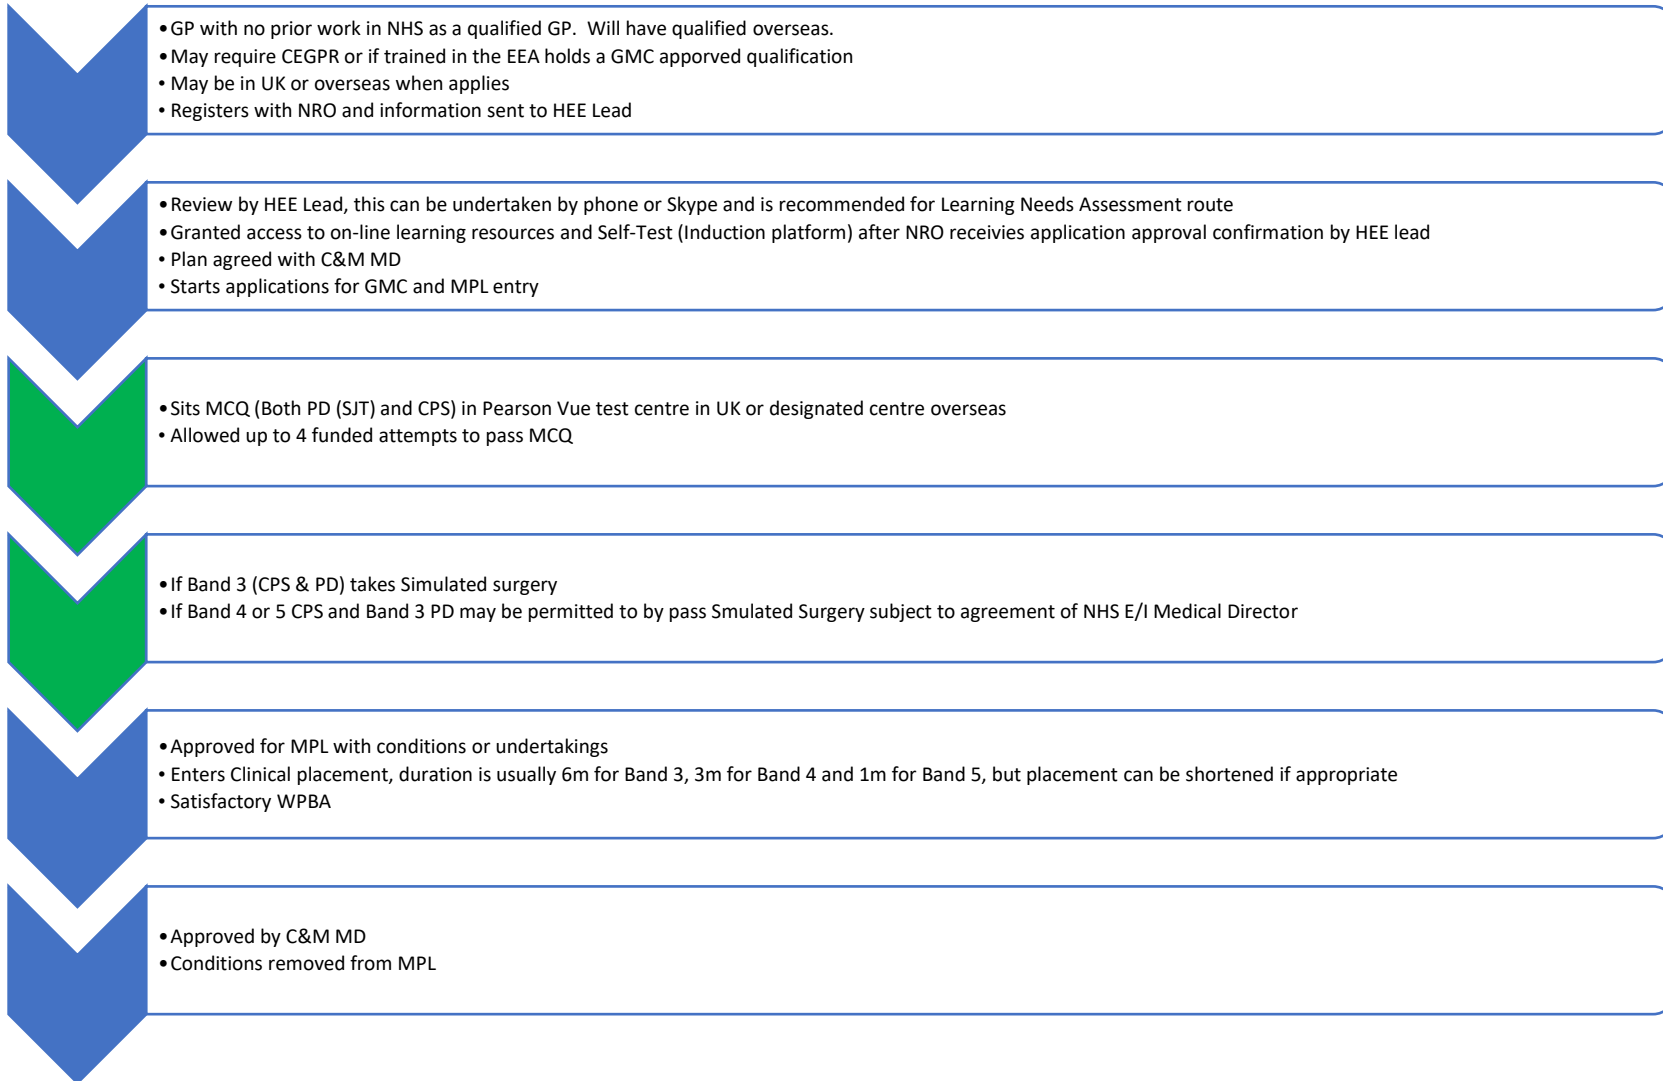 •GP with no prior work in NHS as a qualified GP.  Will have qualified overseas.
•May require CEGPR or if trained in the EEA holds a GMC apporved qualification
• May be in UK or overseas when applies
• Registers with NRO and information sent to HEE Lead
•Review by HEE Lead, this can be undertaken by phone or Skype and is recommended for Learning Needs Assessment route
•Granted access to on-line learning resources and Self-Test (Induction platform) after NRO receivies application approval confirmation by HEE lead
• Plan agreed with C&M MD
• Starts applications for GMC and MPL entry
•Sits MCQ (Both PD (SJT) and CPS) in Pearson Vue test centre in UK or designated centre overseas
• Allowed up to 4 funded attempts to pass MCQ
•If Band 3 (CPS & PD) takes Simulated surgery
•If Band 4 or 5 CPS and Band 3 PD may be permitted to by pass Smulated Surgery subject to agreement of NHS E/I Medical Director
•Approved for MPL with conditions or undertakings
• Enters Clinical placement, duration is usually 6m for Band 3, 3m for Band 4 and 1m for Band 5, but placement can be shortened if appropriate
• Satisfactory WPBA
•Approved by C&M MD
•Conditions removed from MPL